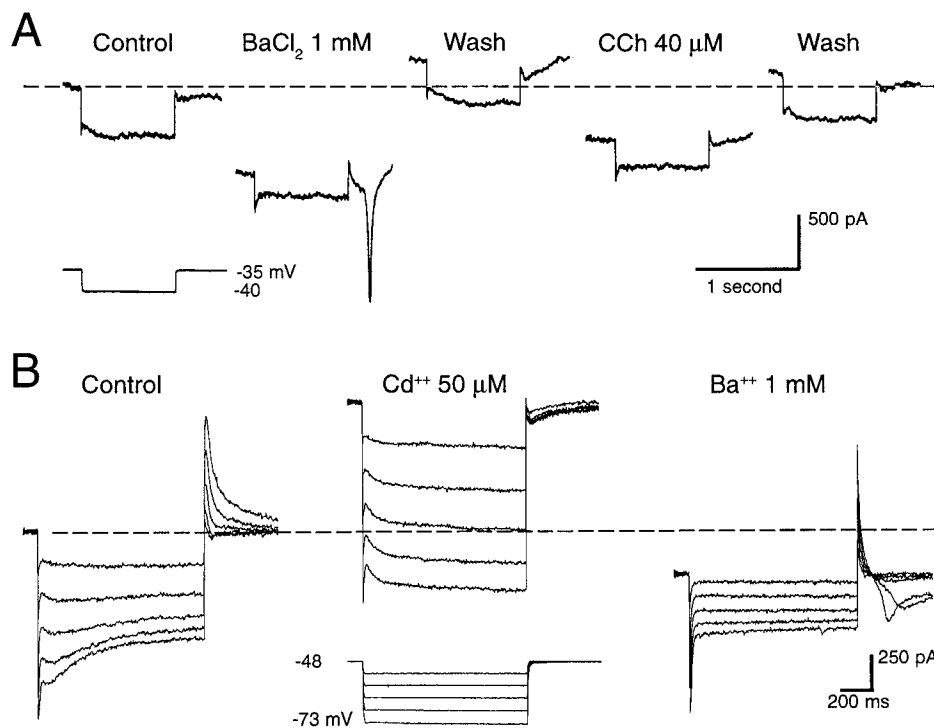 A
Control
BaCl₂ 1 mM
Wash
CCh 40 μM
Wash
500 pA
1 second
-35 mV
-40
B
Control
Cd⁺⁺ 50 μM
Ba⁺⁺ 1 mM
-48
-73 mV
250 pA
200 ms